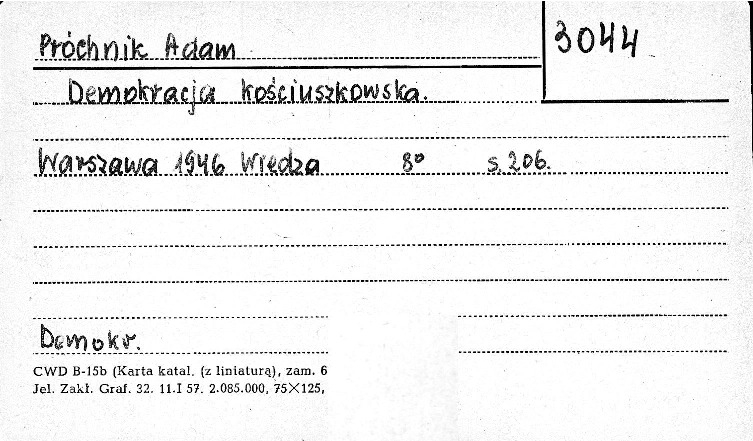 Próchnik Adam
3044
Demokracja kościuszkowska.
Warszawa 1946 Wiedza 8° s. 206.
Demokr.
CWD B-15b (Karta katal. (z liniaturą), zam. 6
Jel. Zakł. Graf. 32. 11.I 57. 2.085.000, 75×125,